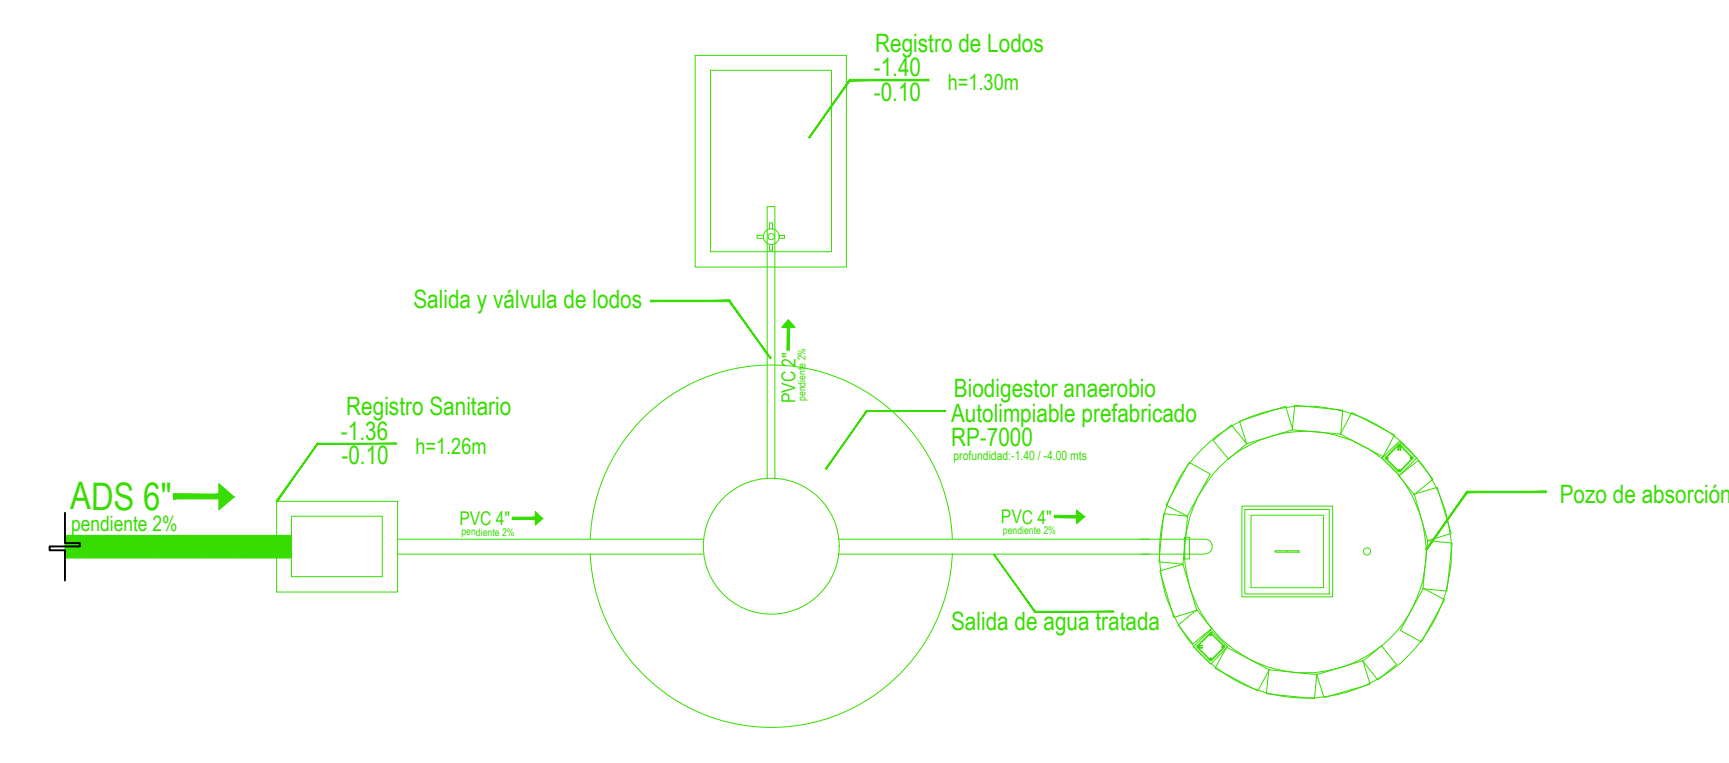 Registro de Lodos
-1.40
-0.10
h=1.30m
Salida y válvula de lodos
PVC 2"
pendiente 2%
Biodigestor anaerobio
Autolimpiable prefabricado
RP-7000
profundidad:-1.40 / -4.00 mts
Registro Sanitario
-1.36
-0.10
h=1.26m
ADS 6"
pendiente 2%
PVC 4"
pendiente 2%
PVC 4"
pendiente 2%
Pozo de absorción
Salida de agua tratada